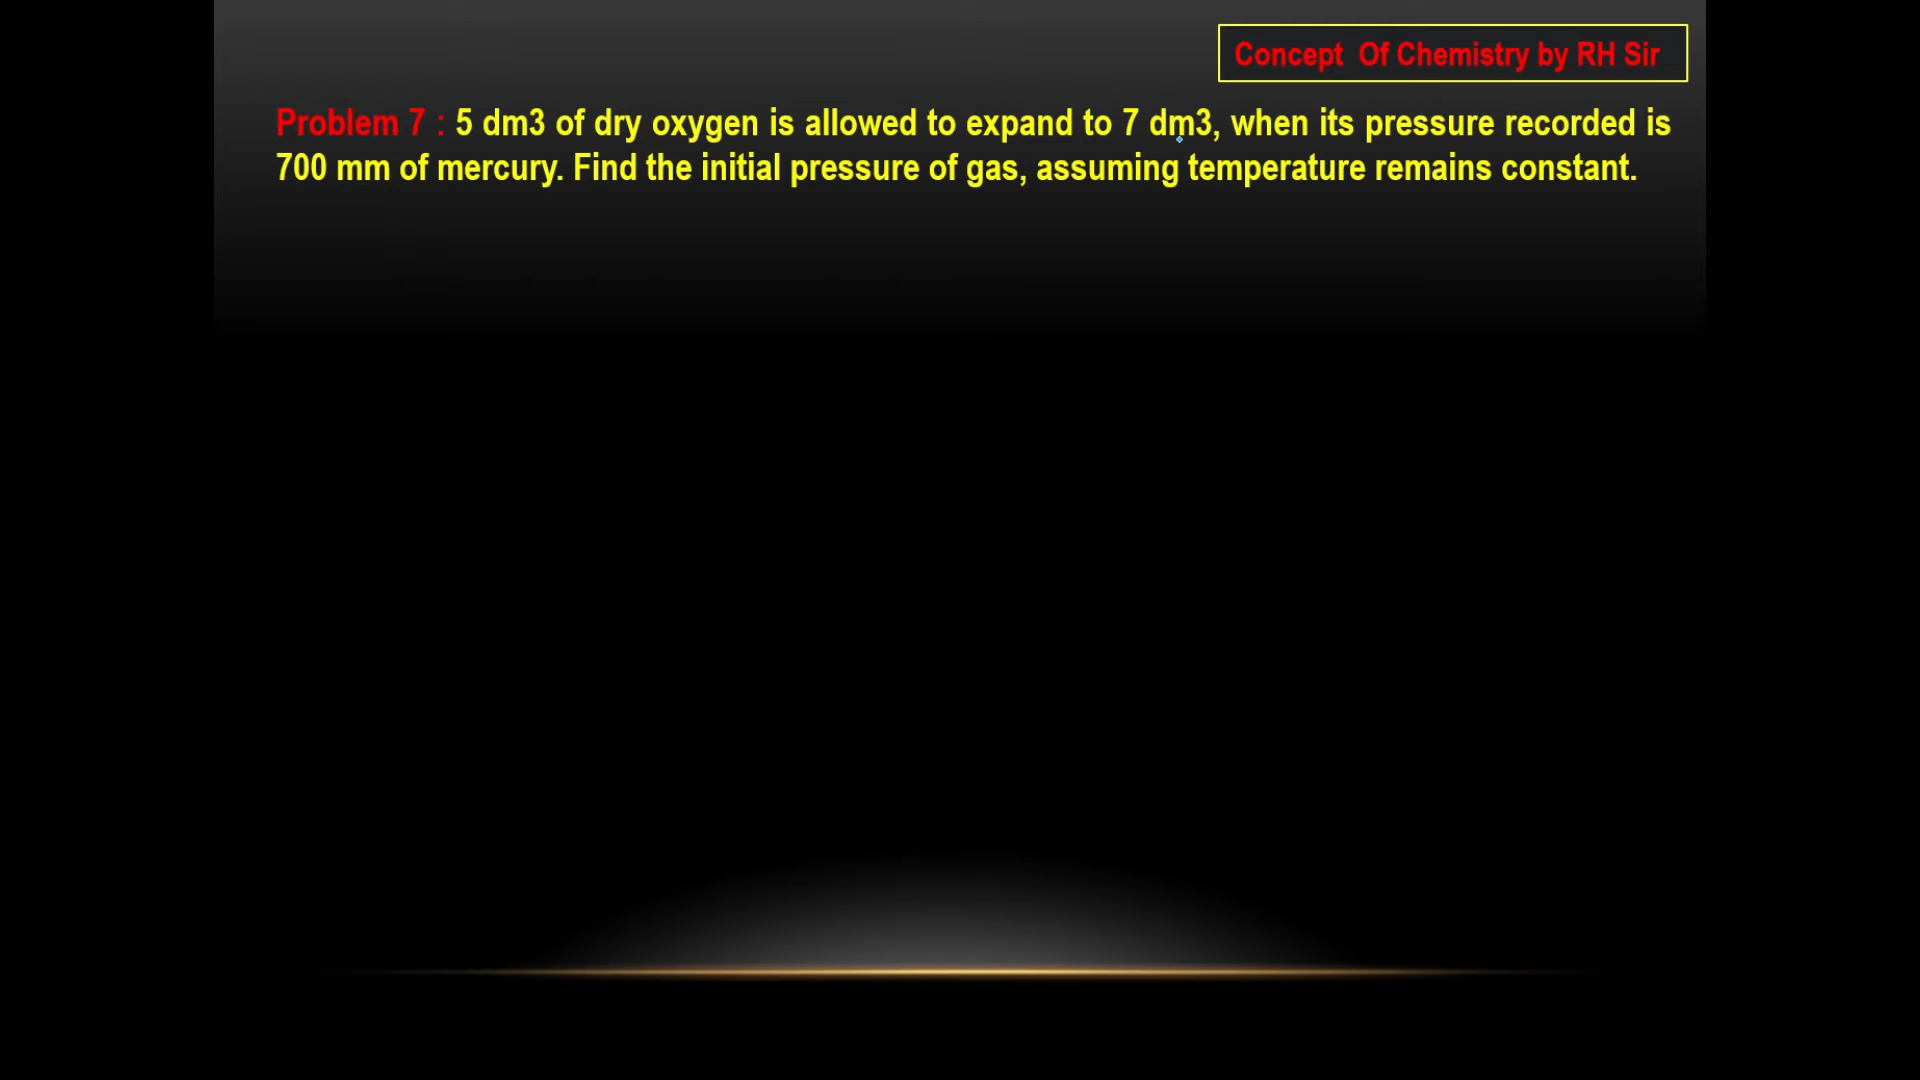 Concept Of Chemistry by RH Sir
Problem 7 : 5 dm3 of dry oxygen is allowed to expand to 7 dm3, when its pressure recorded is
700 mm of mercury. Find the initial pressure of gas, assuming temperature remains constant.